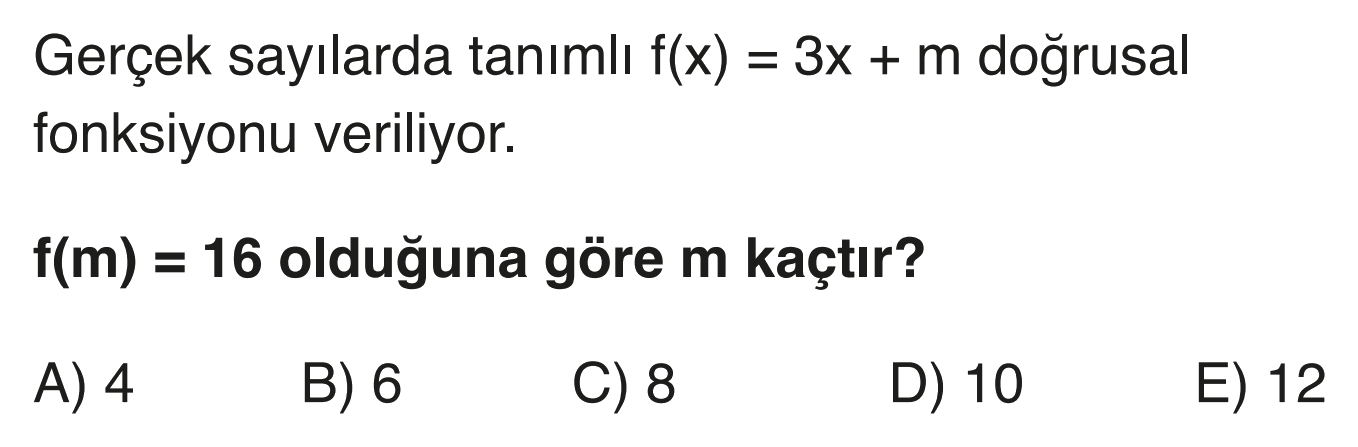 Gerçek sayılarda tanımlı f(x) = 3x + m doğrusal
fonksiyonu veriliyor.
f(m) = 16 olduğuna göre m kaçtır?
A) 4 B) 6 C) 8 D) 10 E) 12